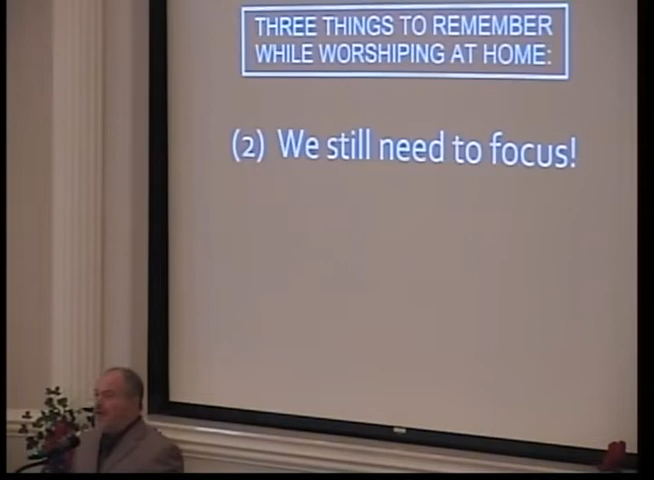 THREE THINGS TO REMEMBER
WHILE WORSHIPING AT HOME:
(2) We still need to focus!